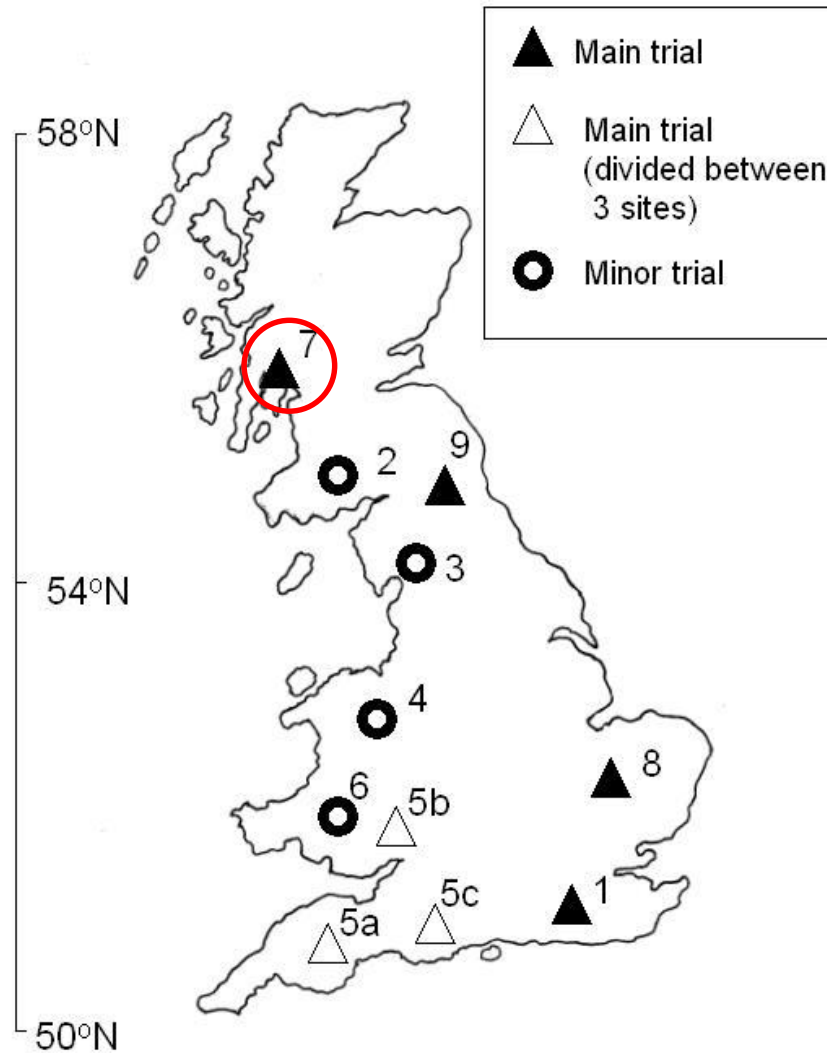 Main trial
Main trial
(divided between
3 sites)
Minor trial
58°N
7
2
9
3
54°N
4
8
6
5b
5c
1
5a
50°N